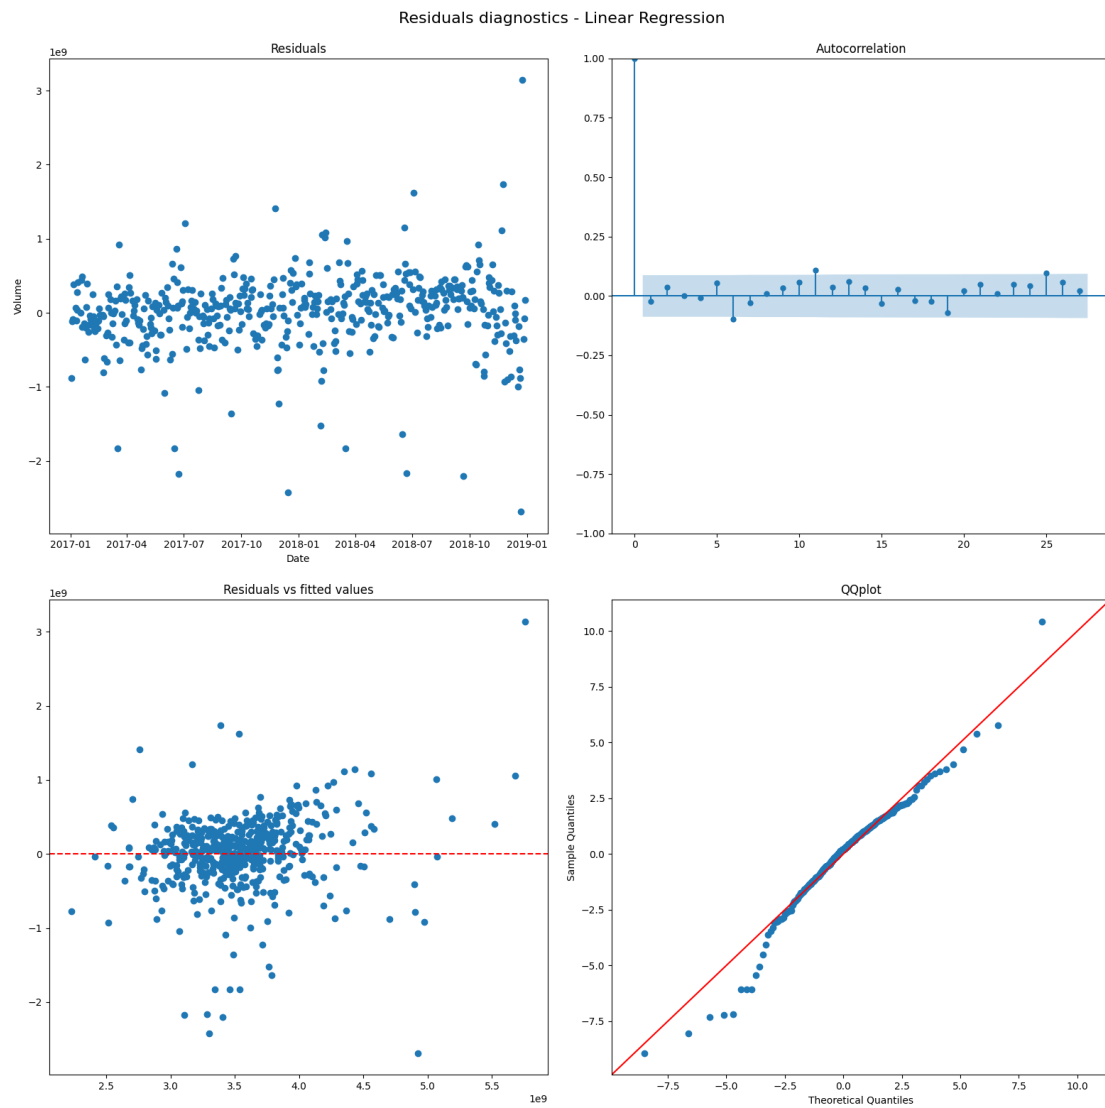 Residuals diagnostics - Linear Regression
Residuals
1e9
3
2
1
0
−1
−2
Volume
2017-01 2017-04 2017-07 2017-10 2018-01 2018-04 2018-07 2018-10 2019-01
Date
Autocorrelation
1.00
0.75
0.50
0.25
0.00
−0.25
−0.50
−0.75
−1.00
0 5 10 15 20 25
Residuals vs fitted values
1e9
3
2
1
0
−1
−2
2.5 3.0 3.5 4.0 4.5 5.0 5.5
1e9
QQplot
10.0
7.5
5.0
2.5
0.0
−2.5
−5.0
−7.5
Sample Quantiles
−7.5 −5.0 −2.5 0.0 2.5 5.0 7.5 10.0
Theoretical Quantiles